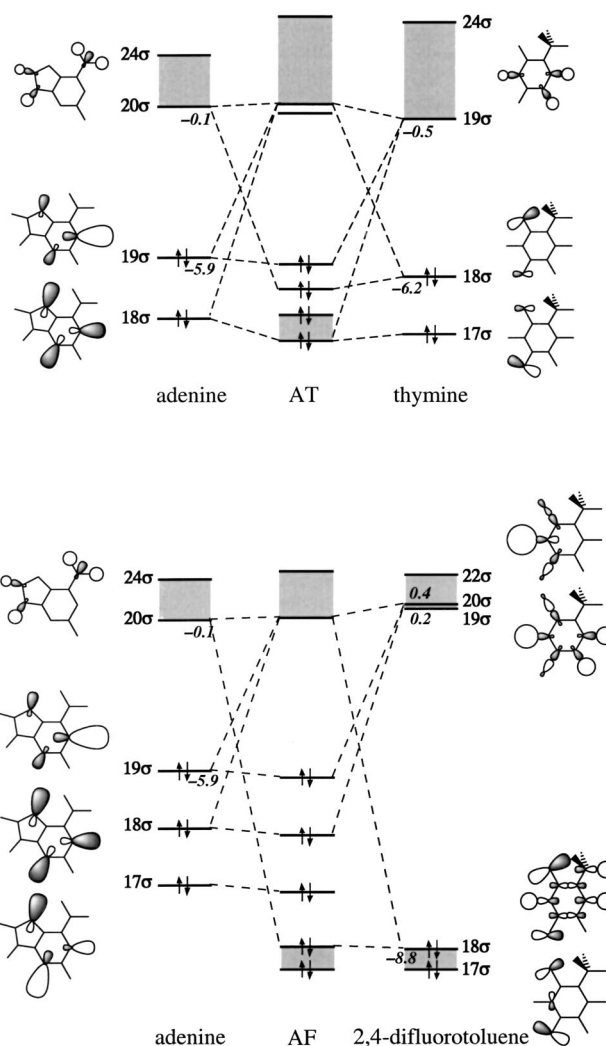 24σ
24σ
20σ
-0.1
-0.5
19σ
19σ
-5.9
-6.2
18σ
18σ
17σ
adenine AT thymine
24σ
22σ
0.4
20σ
20σ
-0.1
0.2
19σ
19σ
-5.9
18σ
17σ
18σ
-8.8
17σ
adenine AF 2,4-difluorotoluene